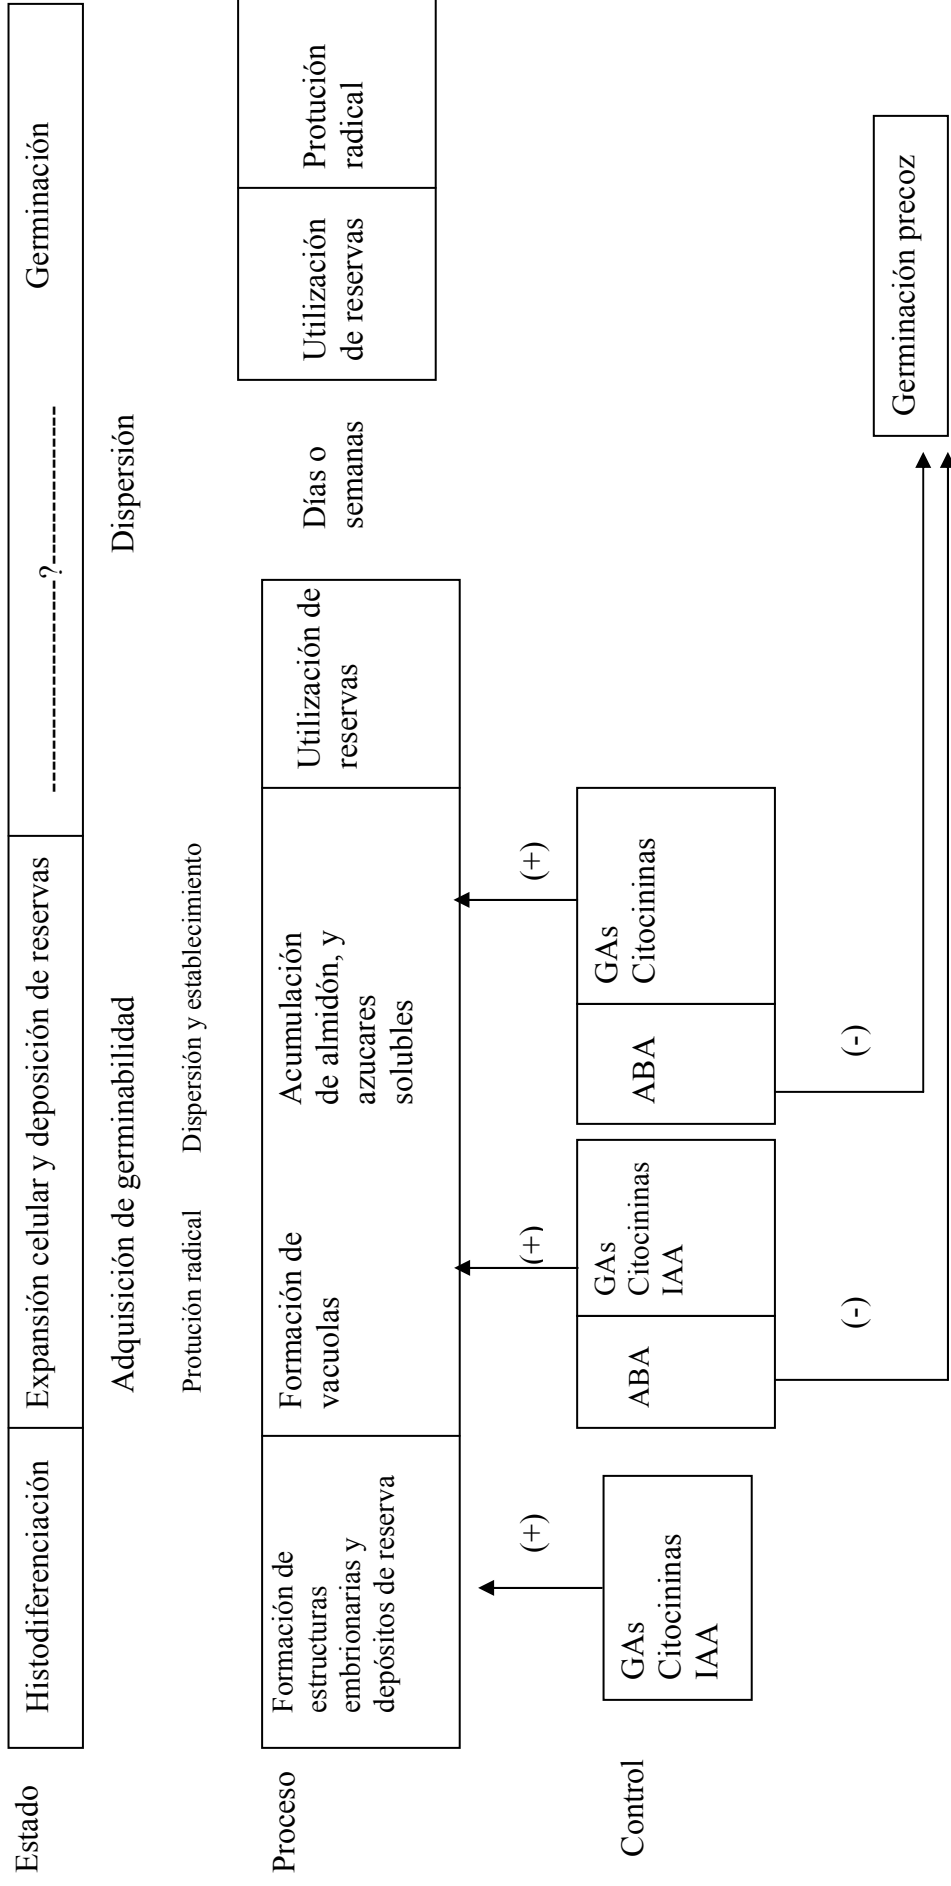 Estado
Histodiferenciación
Expansión celular y deposición de reservas
--------------------?--------------- Germinación
Adquisición de germinabilidad
Dispersión
Protución radical
Dispersión y establecimiento
Proceso
Formación de
estructuras
embrionarias y
depósitos de reserva
Formación de
vacuolas
Acumulación
de almidón, y
azucares
solubles
Utilización de
reservas
Días o
semanas
Utilización
de reservas
Protución
radical
(+)
(+)
(+)
Control
GAs
Citocininas
IAA
ABA
GAs
Citocininas
IAA
ABA
GAs
Citocininas
(-)
(-)
Germinación precoz